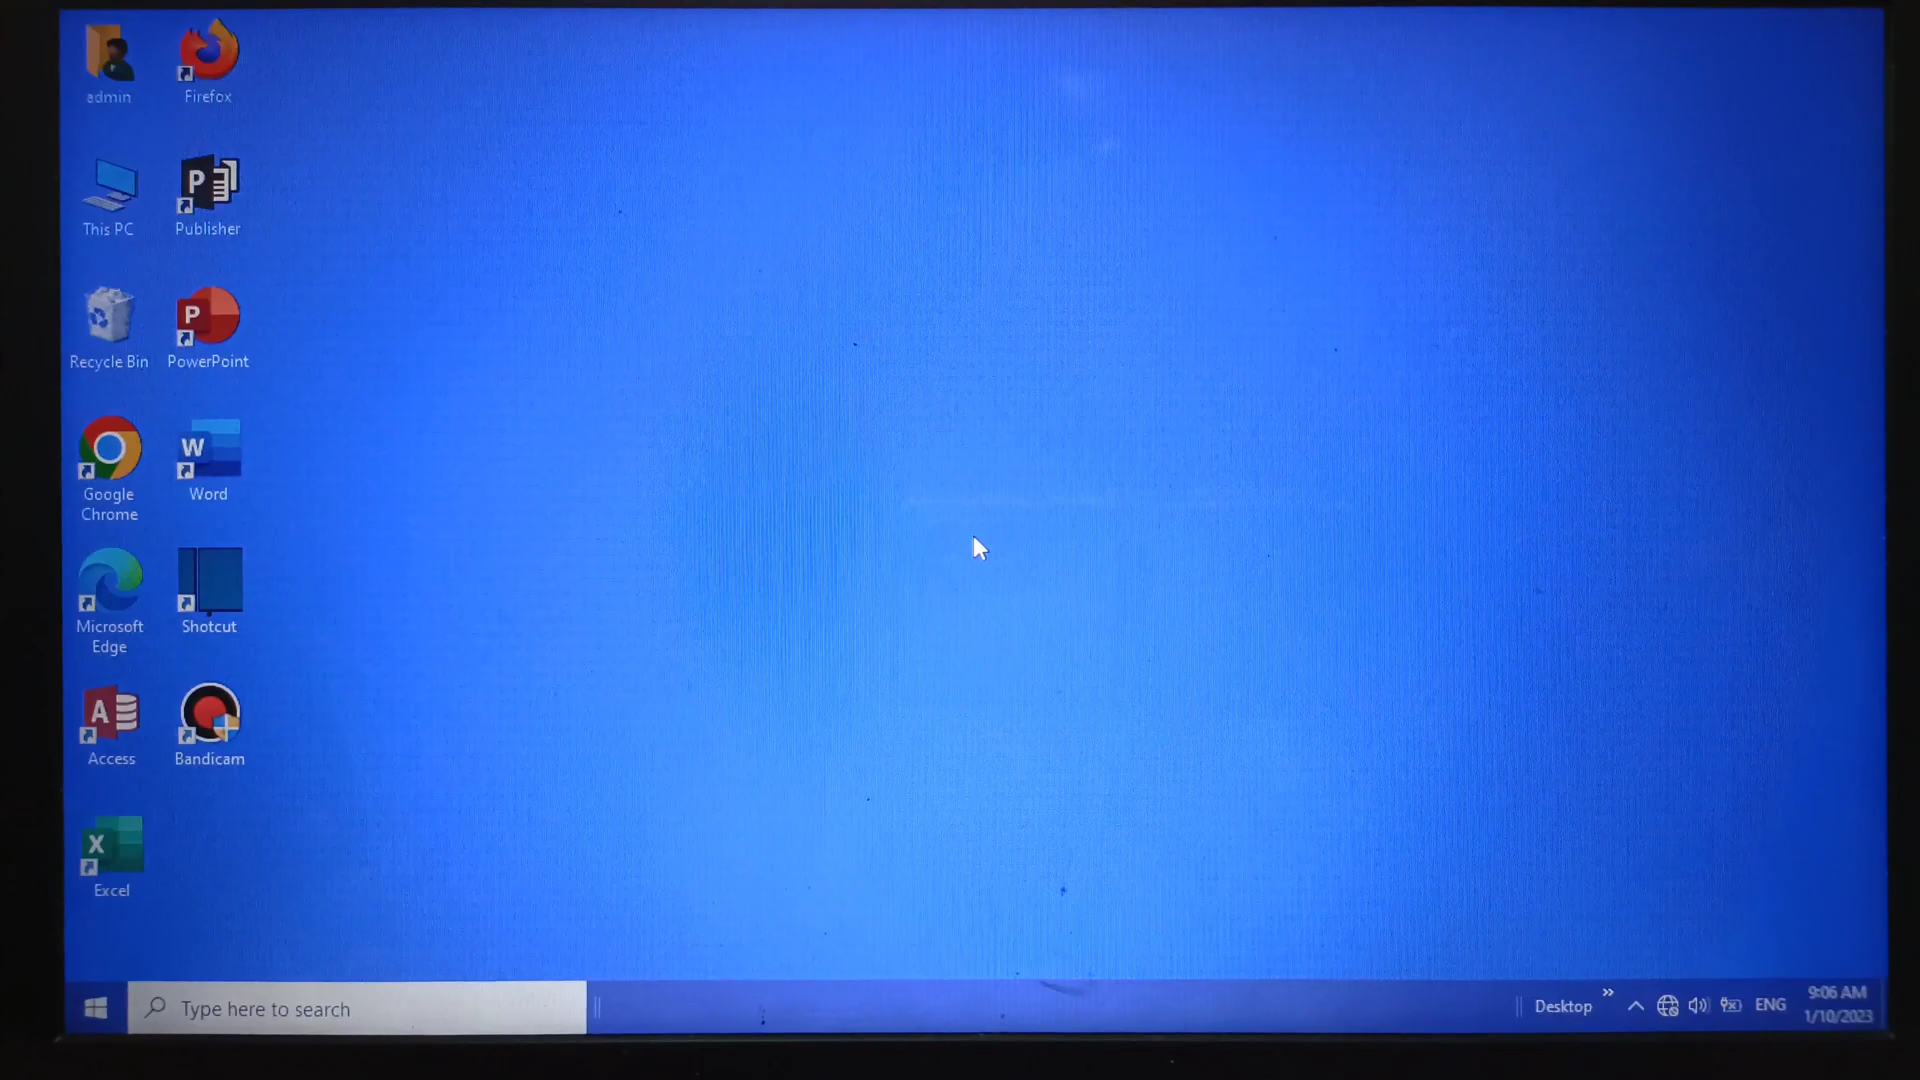 admin
Firefox
This PC
Publisher
Recycle Bin
PowerPoint
Google
Chrome
Word
Microsoft
Edge
Shotcut
Access
Bandicam
Excel
Type here to search
Desktop
ENG
9:06 AM
1/10/2023